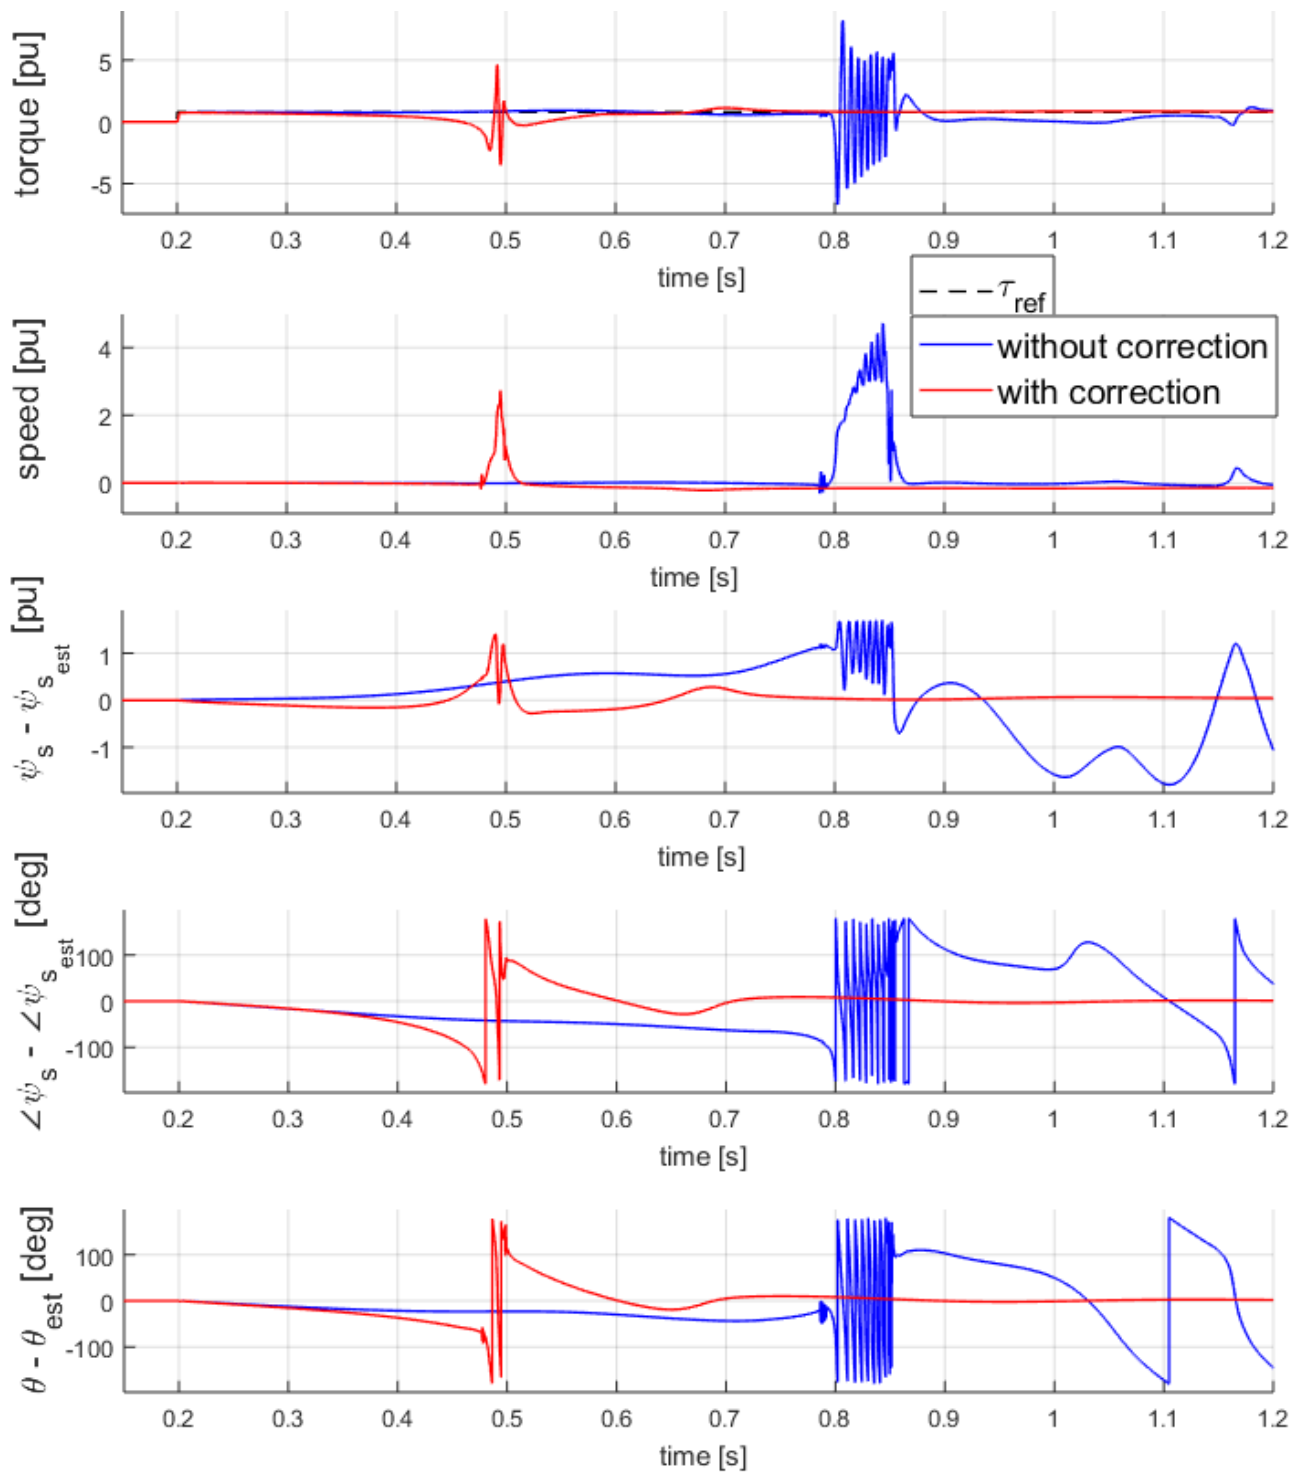 torque [pu]
5
0
-5
0.2 0.3 0.4 0.5 0.6 0.7 0.8 0.9 1 1.1 1.2
time [s]
τref
without correction
with correction
speed [pu]
4
2
0
0.2 0.3 0.4 0.5 0.6 0.7 0.8 0.9 1 1.1 1.2
time [s]
ψs - ψsest [pu]
1
0
-1
0.2 0.3 0.4 0.5 0.6 0.7 0.8 0.9 1 1.1 1.2
time [s]
∠ψs - ∠ψsest [deg]
100
0
-100
0.2 0.3 0.4 0.5 0.6 0.7 0.8 0.9 1 1.1 1.2
time [s]
θ - θest [deg]
100
0
-100
0.2 0.3 0.4 0.5 0.6 0.7 0.8 0.9 1 1.1 1.2
time [s]